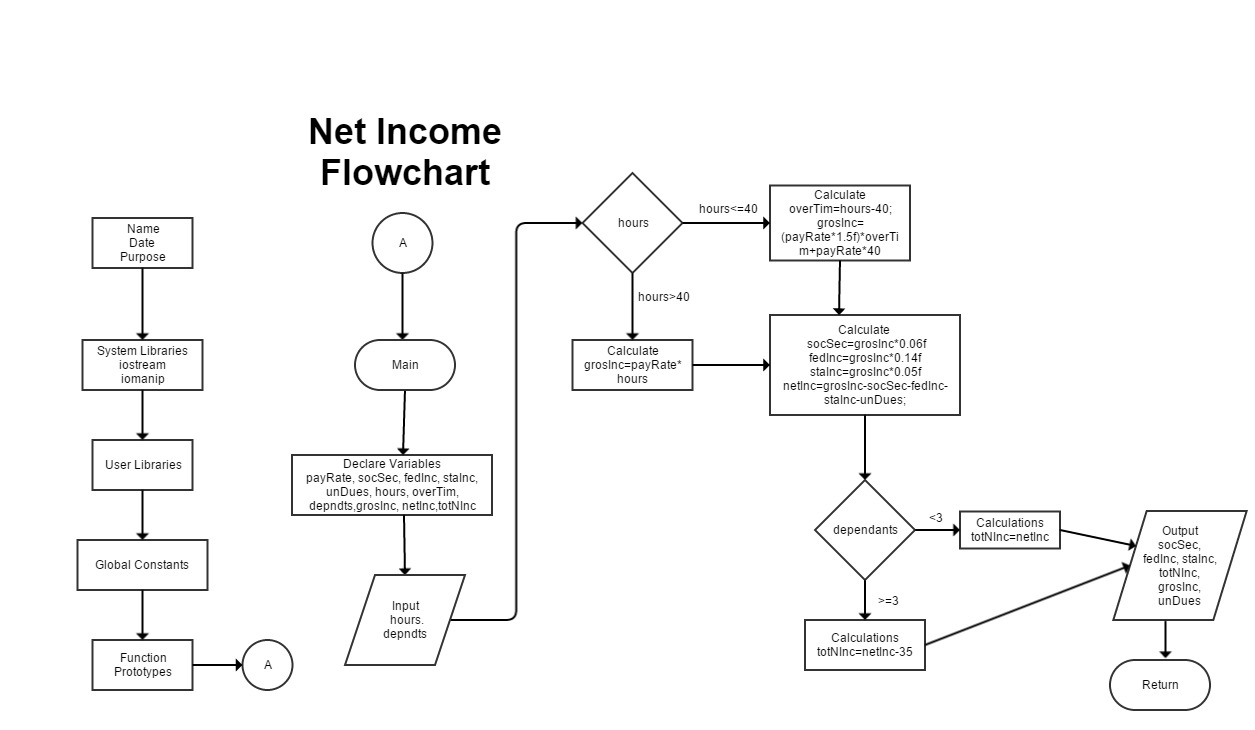 Net Income
Flowchart
Name
Date
Purpose
System Libraries
iostream
iomanip
User Libraries
Global Constants
Function
Prototypes
A
A
Main
Declare Variables
payRate, socSec, fedInc, staInc,
unDues, hours, overTim,
depndts,grosInc, netInc,totNInc
Input
hours.
depndts
hours
hours<=40
hours>40
Calculate
overTim=hours-40;
grosInc=
(payRate*1.5f)*overTi
m+payRate*40
Calculate
grosInc=payRate*
hours
Calculate
socSec=grosInc*0.06f
fedInc=grosInc*0.14f
staInc=grosInc*0.05f
netInc=grosInc-socSec-fedInc-
staInc-unDues;
dependants
<3
>=3
Calculations
totNInc=netInc
Calculations
totNInc=netInc-35
Output
socSec,
fedInc, staInc,
totNInc,
grosInc,
unDues
Return